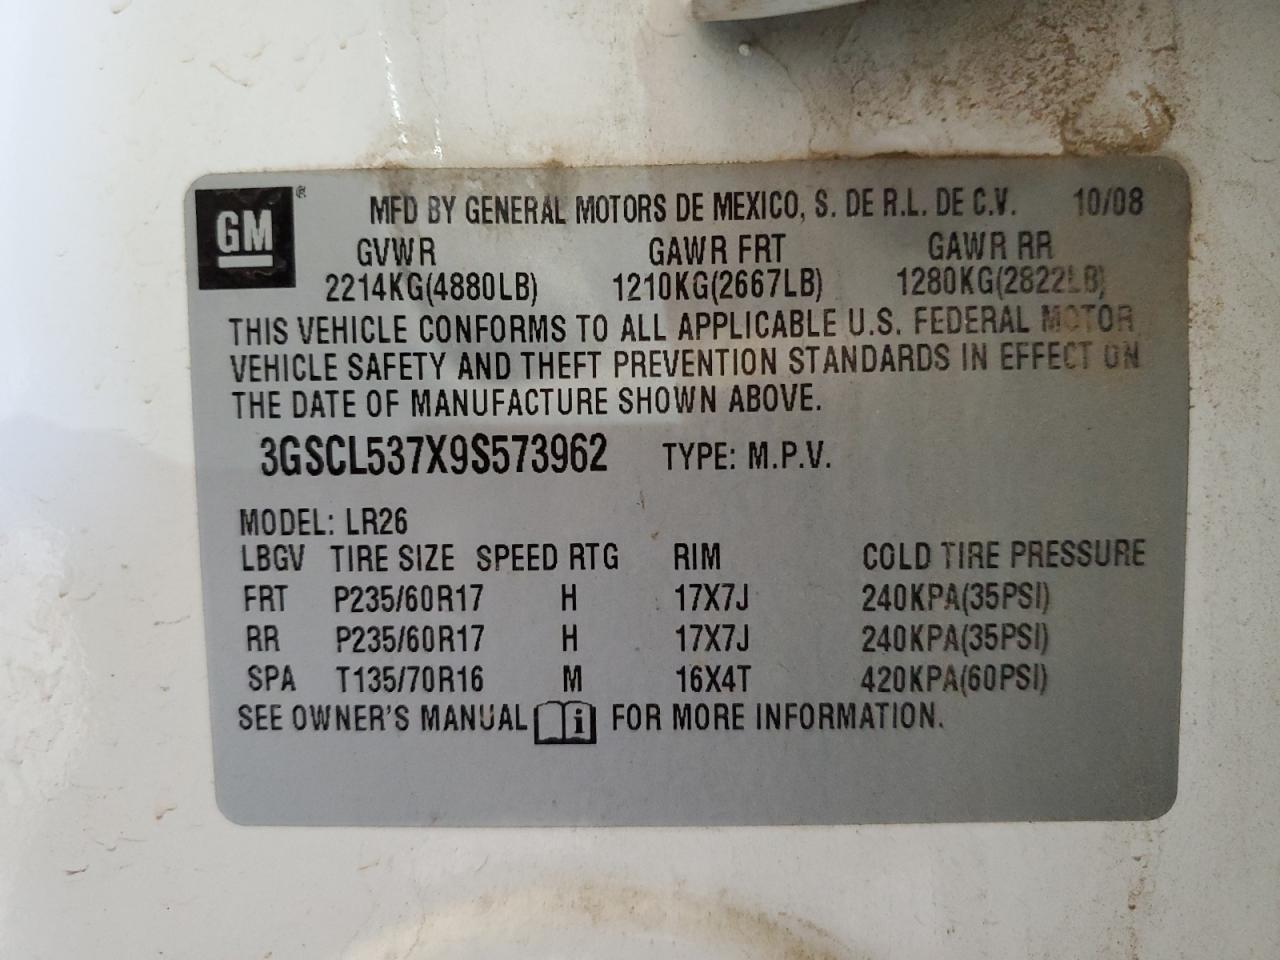 GM ® MFD BY GENERAL MOTORS DE MEXICO, S. DE R.L. DE C.V. 10/08
GVWR GAWR FRT GAWR RR
2214KG(4880LB) 1210KG(2667LB) 1280KG(2822LB)
THIS VEHICLE CONFORMS TO ALL APPLICABLE U.S. FEDERAL MOTOR
VEHICLE SAFETY AND THEFT PREVENTION STANDARDS IN EFFECT ON
THE DATE OF MANUFACTURE SHOWN ABOVE.
3GSCL537X9S573962 TYPE: M.P.V.
MODEL: LR26
LBGV TIRE SIZE SPEED RTG RIM COLD TIRE PRESSURE
FRT P235/60R17 H 17X7J 240KPA(35PSI)
RR P235/60R17 H 17X7J 240KPA(35PSI)
SPA T135/70R16 M 16X4T 420KPA(60PSI)
SEE OWNER'S MANUAL i FOR MORE INFORMATION.